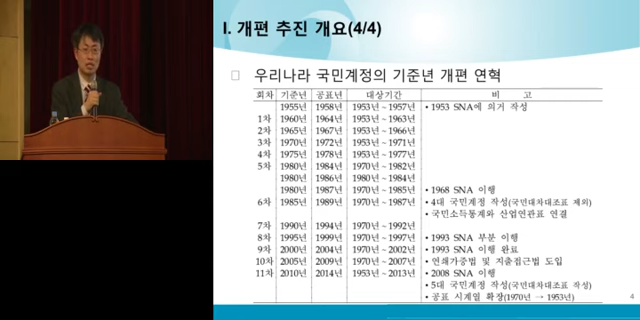 I. 개편 추진 개요(4/4)
□ 우리나라 국민계정의 기준년 개편 연혁
회차 기준년 공표년 대상기간 비 고
1955년 1958년 1953년~1957년 • 1953 SNA에 의거 작성
1차 1960년 1964년 1953년~1963년
2차 1965년 1967년 1953년~1966년
3차 1970년 1972년 1953년~1971년
4차 1975년 1978년 1953년~1977년
5차 1980년 1984년 1970년~1982년
1980년 1986년 1980년~1984년
1980년 1987년 1970년~1985년 • 1968 SNA 이행
6차 1985년 1989년 1970년~1987년 • 4대 국민계정 작성(국민대차대조표 제외)
• 국민소득통계와 산업연관표 연결
7차 1990년 1994년 1970년~1992년
8차 1995년 1999년 1970년~1997년 • 1993 SNA 부분 이행
9차 2000년 2004년 1970년~2002년 • 1993 SNA 이행 완료
10차 2005년 2009년 1970년~2007년 • 연쇄가중법 및 지출접근법 도입
11차 2010년 2014년 1953년~2013년 • 2008 SNA 이행
• 5대 국민계정 작성(국민대차대조표 작성)
• 공표 시계열 확장(1970년 → 1953년)
4